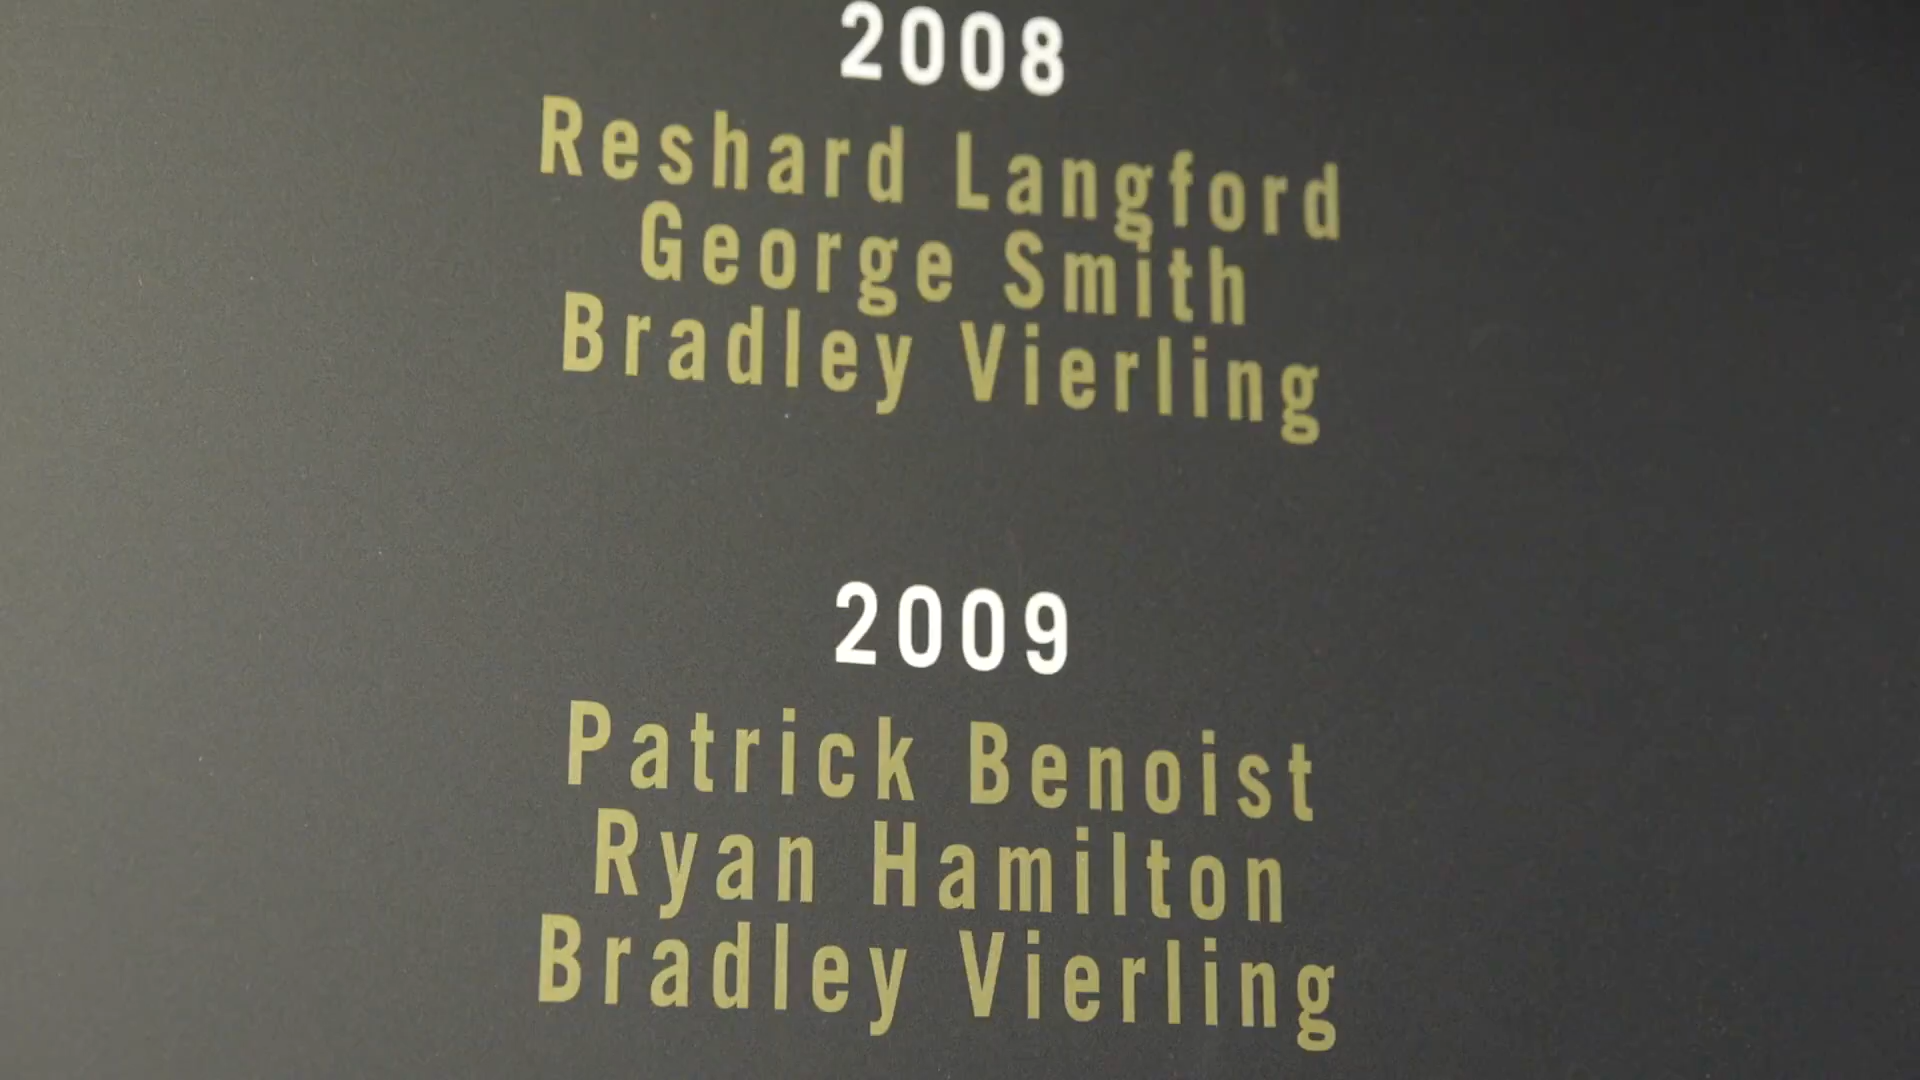 2008
Reshard Langford
George Smith
Bradley Vierling
2009
Patrick Benoist
Ryan Hamilton
Bradley Vierling